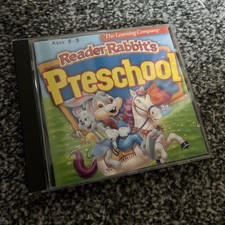 The Learning Company
Ages 3-5
Reader Rabbit's
Preschool